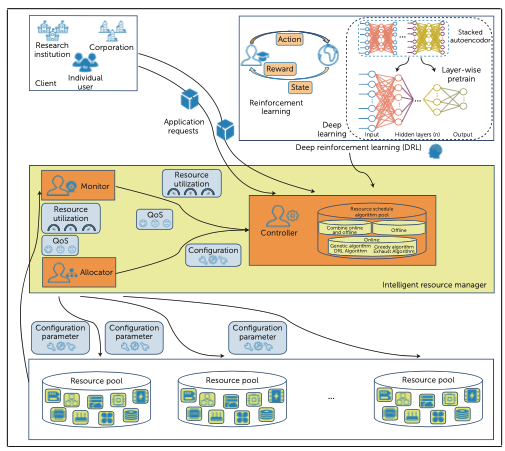 Research
institution
Corporation
Individual
user
Client
Application
requests
Action
Reward
State
Reinforcement
learning
Stacked
autoencodor
Layer-wise
pretrain
...
...
Deep
learning
Input
Hidden layers (n)
Output
Deep reinforcement learning (DRL)
Monitor
Resource
utilization
Resource
utilization
QoS
QoS
Allocator
Configuration
Controller
Resource schedule
algorithm pool
Combine online
and offline
Offline
Online
Genetic algorithm
DRL Algorithm
Greedy algorithm
Exhault Algorithm
Intelligent resource manager
Configuration
parameter
Configuration
parameter
Configuration
parameter
Resource pool
Resource pool
...
Resource pool